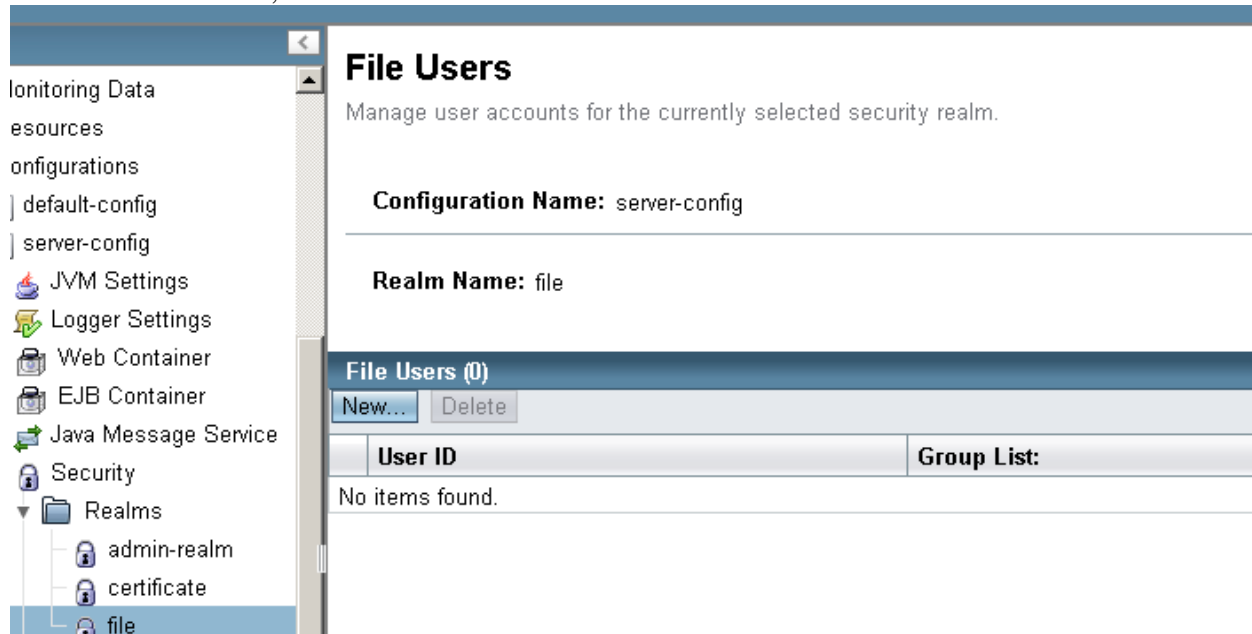 File Users
Manage user accounts for the currently selected security realm.
Configuration Name: server-config
Realm Name: file
File Users (0)
New... Delete
User ID Group List:
No items found.
lonitoring Data
esources
onfigurations
default-config
server-config
JVM Settings
Logger Settings
Web Container
EJB Container
Java Message Service
Security
Realms
admin-realm
certificate
file